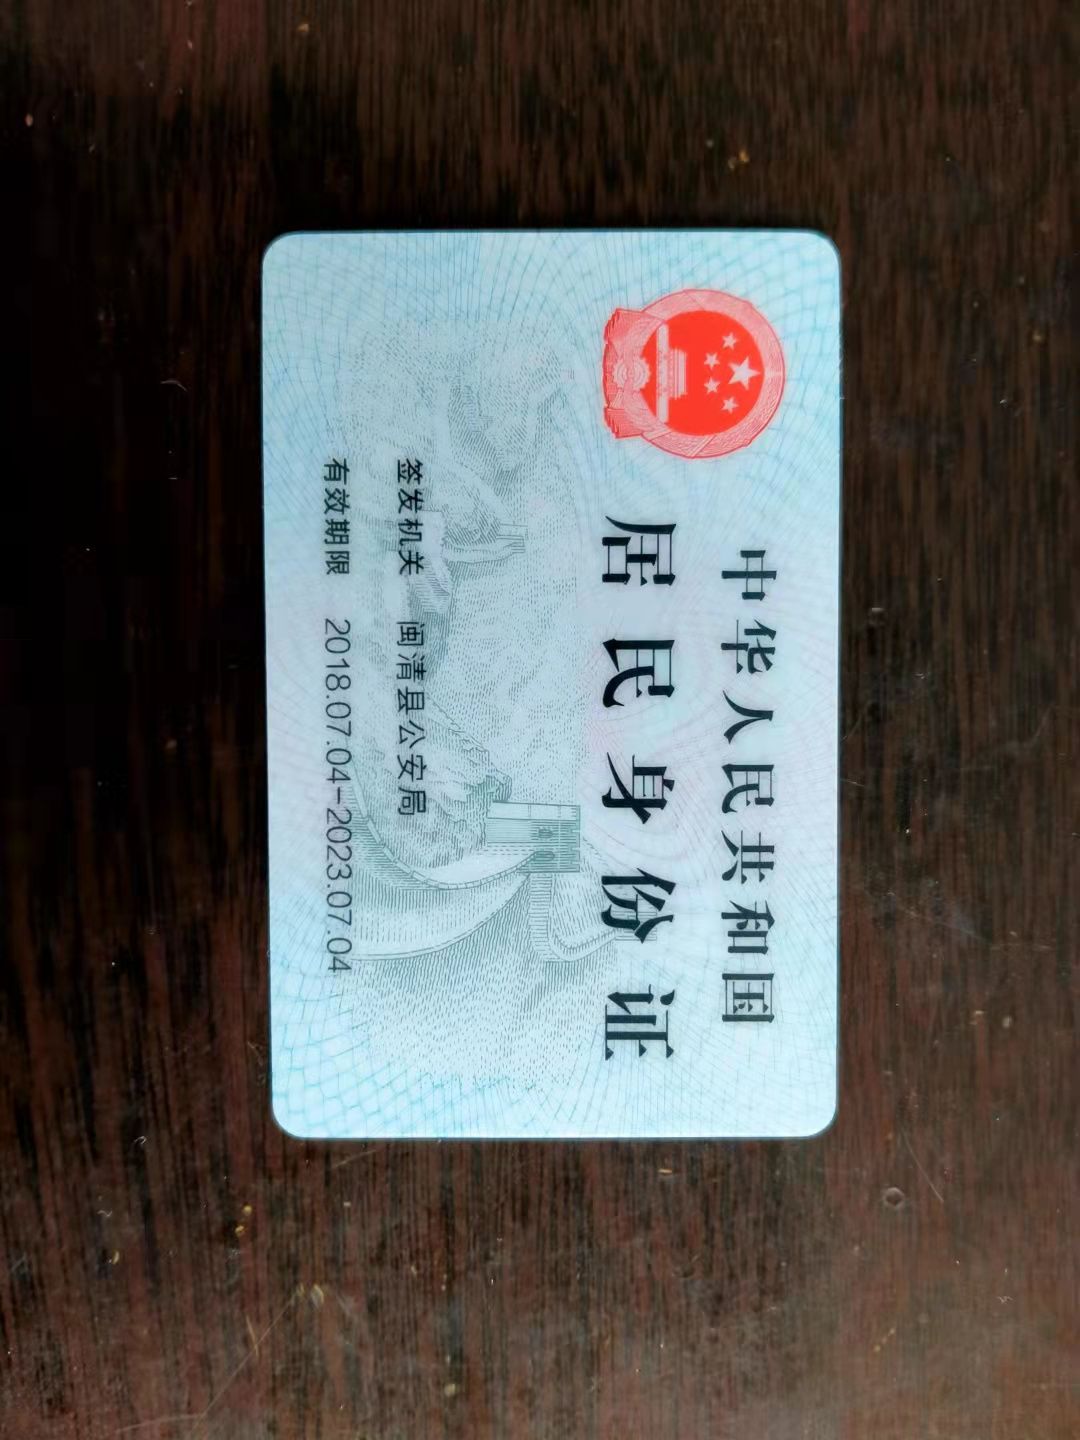 中华人民共和国
居民身份证
签发机关 闽清县公安局
有效期限 2018.07.04-2023.07.04